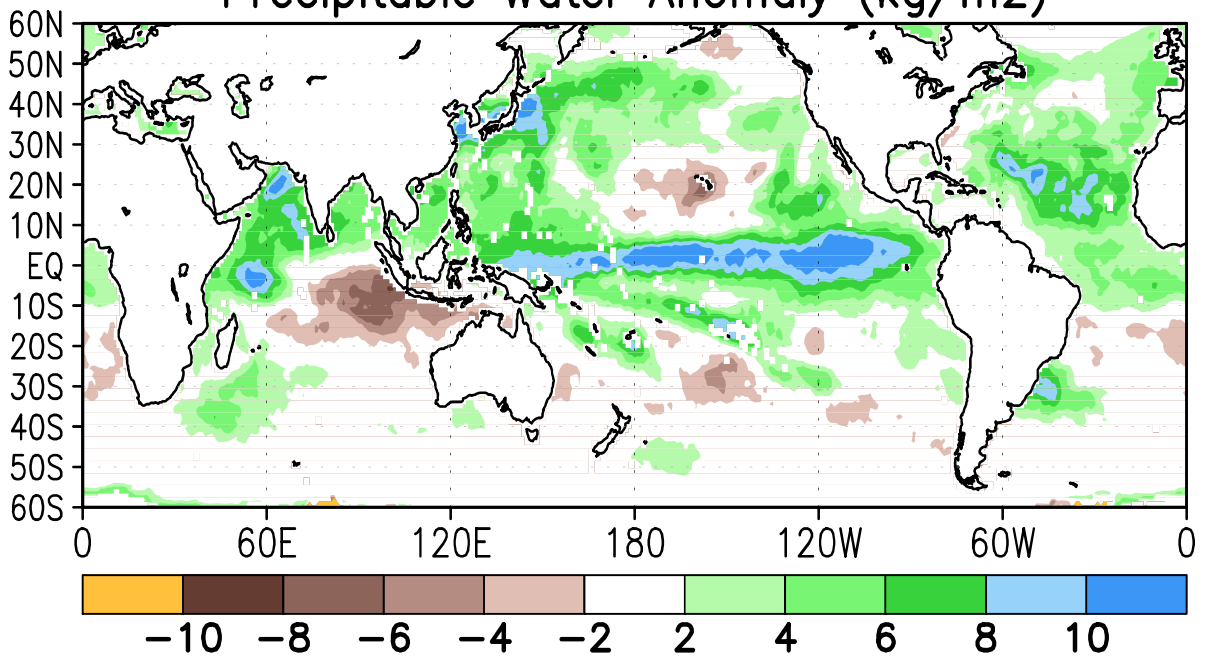 Precipitable Water Anomaly (kg/m2)
60N
50N
40N
30N
20N
10N
EQ
10S
20S
30S
40S
50S
60S
0 60E 120E 180 120W 60W 0
−10 −8 −6 −4 −2 2 4 6 8 10